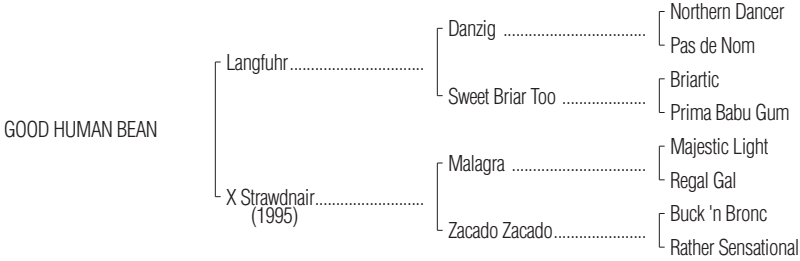 Northern Dancer
Danzig ..................................
Pas de Nom
Langfuhr................................
Briartic
Sweet Briar Too ....................
Prima Babu Gum
GOOD HUMAN BEAN
Majestic Light
Malagra ................................
Regal Gal
X Strawdnair..........................
(1995)
Buck 'n Bronc
Zacado Zacado......................
Rather Sensational